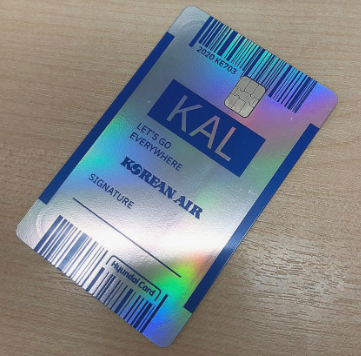 2020 KE703
KAL
LET'S GO
EVERYWHERE
KOREAN AIR
SIGNATURE
Hyundai Card